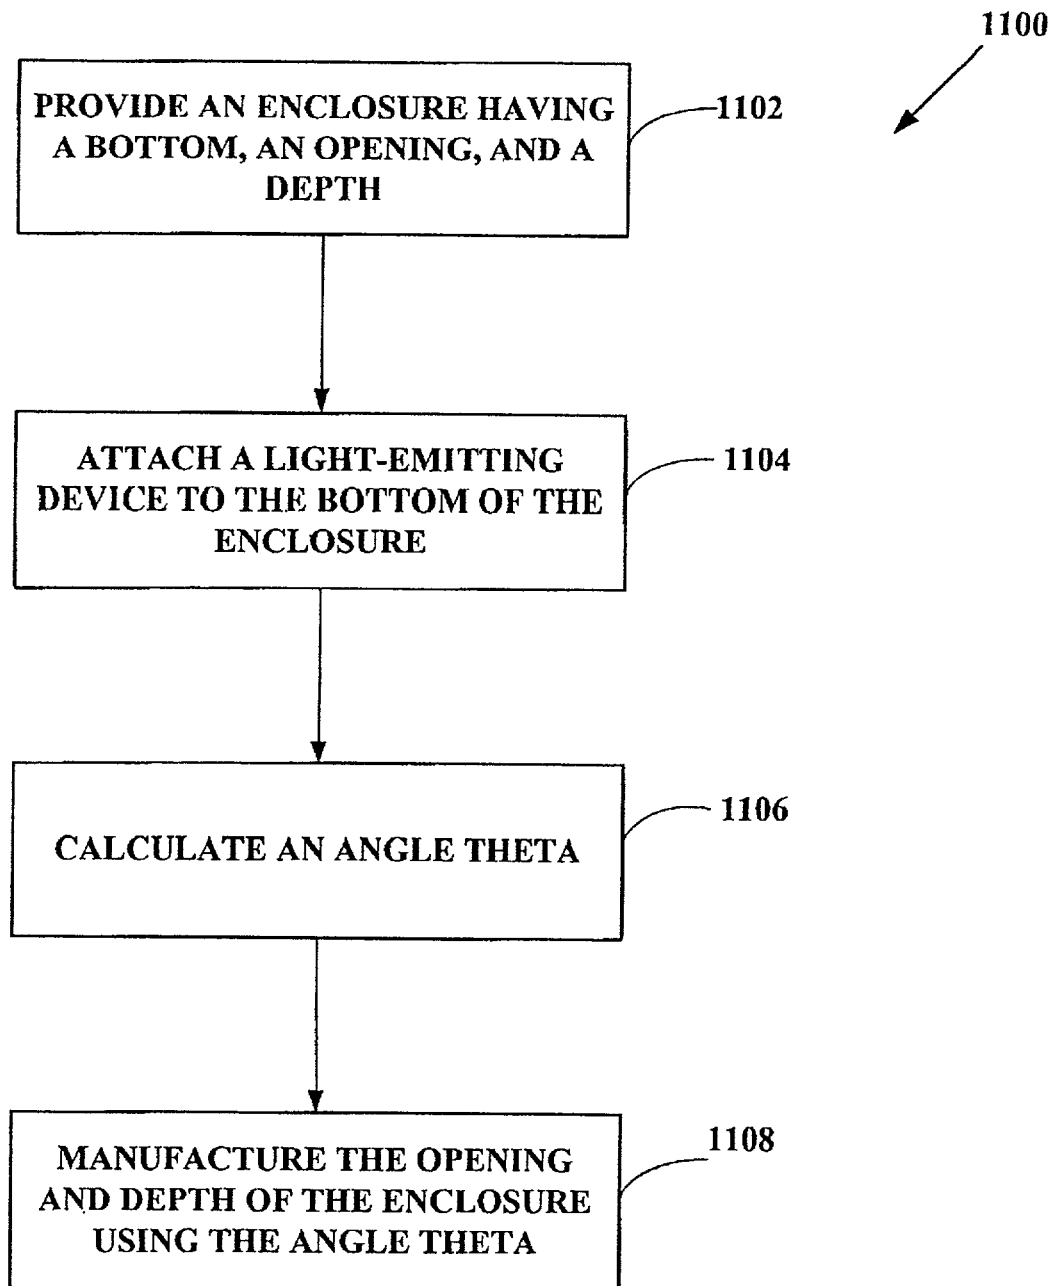 1100
PROVIDE AN ENCLOSURE HAVING
A BOTTOM, AN OPENING, AND A
DEPTH
1102
ATTACH A LIGHT-EMITTING
DEVICE TO THE BOTTOM OF THE
ENCLOSURE
1104
CALCULATE AN ANGLE THETA
1106
MANUFACTURE THE OPENING
AND DEPTH OF THE ENCLOSURE
USING THE ANGLE THETA
1108